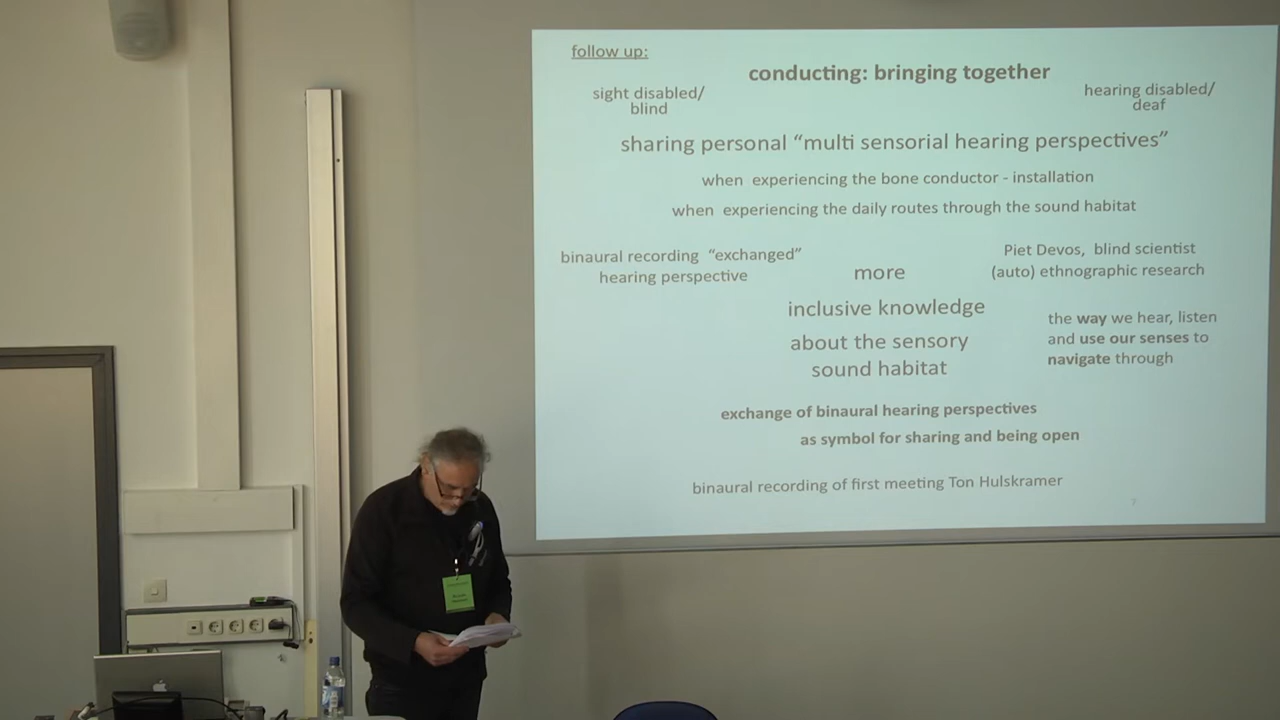 follow up:
conducting: bringing together
sight disabled/
blind
hearing disabled/
deaf
sharing personal “multi sensorial hearing perspectives”
when experiencing the bone conductor - installation
when experiencing the daily routes through the sound habitat
binaural recording “exchanged”
hearing perspective
more
Piet Devos, blind scientist
(auto) ethnographic research
inclusive knowledge
about the sensory
sound habitat
the way we hear, listen
and use our senses to
navigate through
exchange of binaural hearing perspectives
as symbol for sharing and being open
binaural recording of first meeting Ton Hulskramer
7